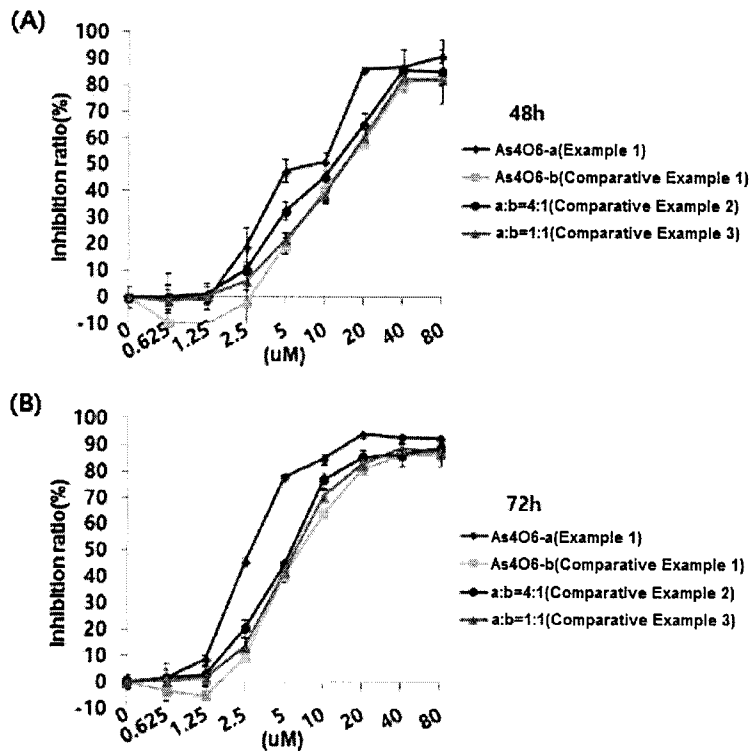 (A)
Inhibition ratio(%)
100
90
80
70
60
50
40
30
20
10
0
-10
0
0.625
1.25
2.5
5
10
20
40
80
(uM)
48h
As4O6-a(Example 1)
As4O6-b(Comparative Example 1)
a:b=4:1(Comparative Example 2)
a:b=1:1(Comparative Example 3)
(B)
Inhibition ratio(%)
100
90
80
70
60
50
40
30
20
10
0
-10
0
0.625
1.25
2.5
5
10
20
40
80
(uM)
72h
As4O6-a(Example 1)
As4O6-b(Comparative Example 1)
a:b=4:1(Comparative Example 2)
a:b=1:1(Comparative Example 3)